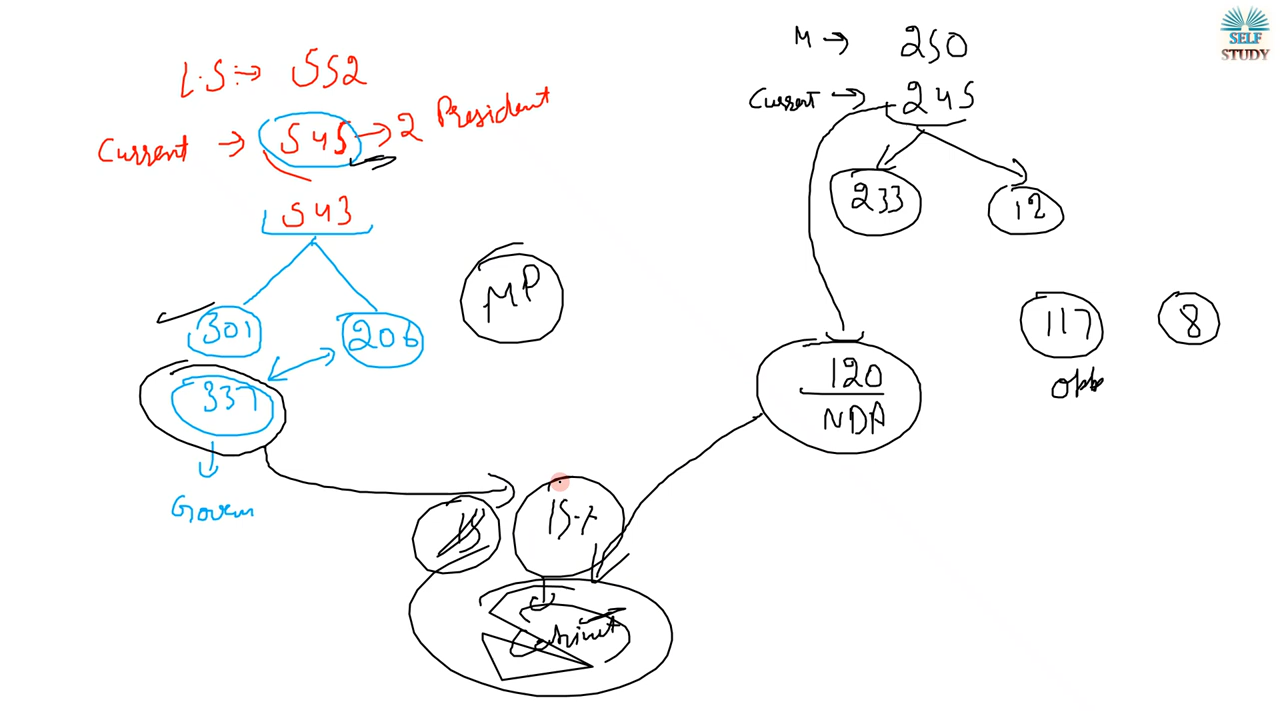 L.S:→ 552
Current → 545 → 2 President
543
301
206
337
Govern
MP
M → 250
Current → 245
233
12
120
NDA
117
8
opp
15
15-%
Cabinet
SELF
STUDY